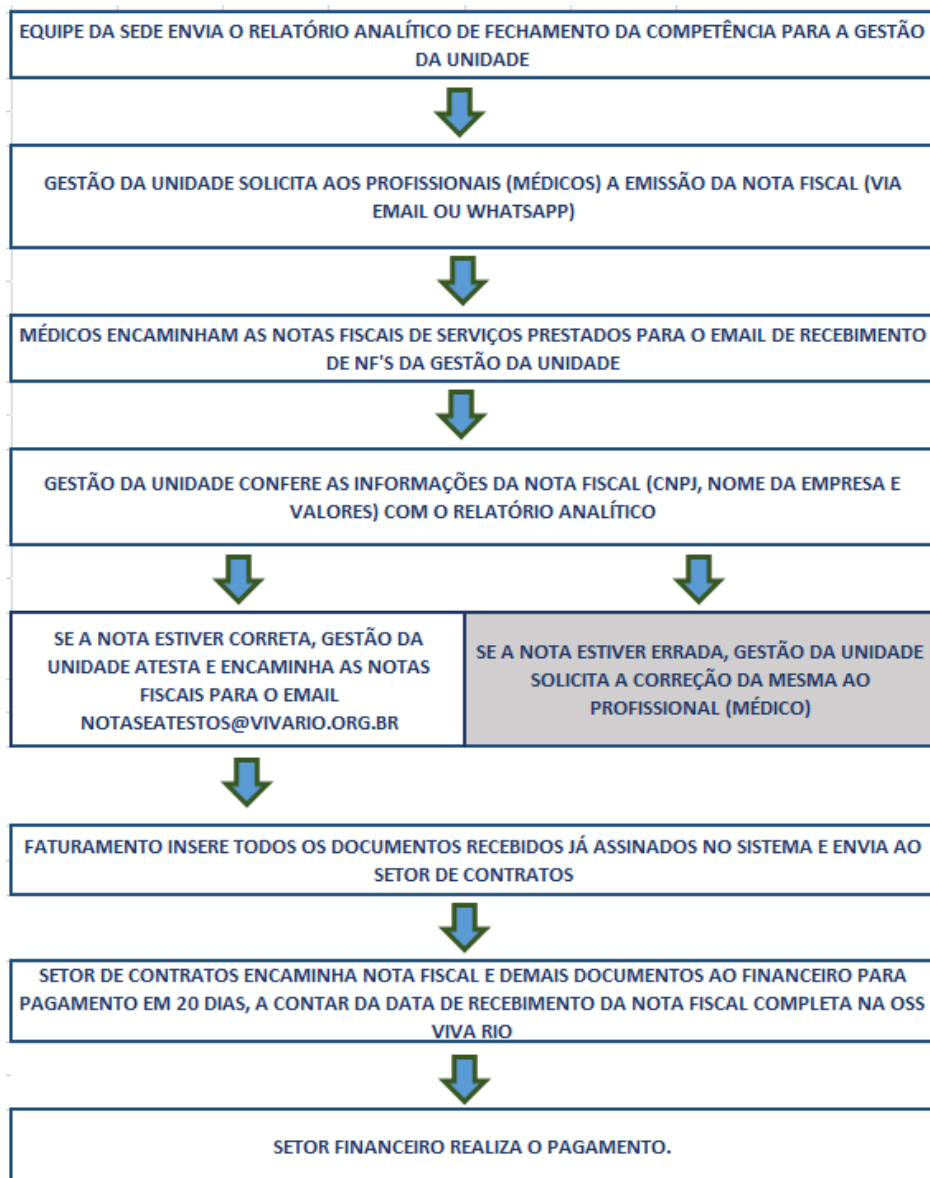 EQUIPE DA SEDE ENVIA O RELATÓRIO ANALÍTICO DE FECHAMENTO DA COMPETÊNCIA PARA A GESTÃO
DA UNIDADE
GESTÃO DA UNIDADE SOLICITA AOS PROFISSIONAIS (MÉDICOS) A EMISSÃO DA NOTA FISCAL (VIA
EMAIL OU WHATSAPP)
MÉDICOS ENCAMINHAM AS NOTAS FISCAIS DE SERVIÇOS PRESTADOS PARA O EMAIL DE RECEBIMENTO
DE NF'S DA GESTÃO DA UNIDADE
GESTÃO DA UNIDADE CONFERE AS INFORMAÇÕES DA NOTA FISCAL (CNPJ, NOME DA EMPRESA E
VALORES) COM O RELATÓRIO ANALÍTICO
SE A NOTA ESTIVER CORRETA, GESTÃO DA
UNIDADE ATESTA E ENCAMINHA AS NOTAS
FISCAIS PARA O EMAIL
NOTASEATESTOS@VIVARIO.ORG.BR
SE A NOTA ESTIVER ERRADA, GESTÃO DA UNIDADE
SOLICITA A CORREÇÃO DA MESMA AO
PROFISSIONAL (MÉDICO)
FATURAMENTO INSERE TODOS OS DOCUMENTOS RECEBIDOS JÁ ASSINADOS NO SISTEMA E ENVIA AO
SETOR DE CONTRATOS
SETOR DE CONTRATOS ENCAMINHA NOTA FISCAL E DEMAIS DOCUMENTOS AO FINANCEIRO PARA
PAGAMENTO EM 20 DIAS, A CONTAR DA DATA DE RECEBIMENTO DA NOTA FISCAL COMPLETA NA OSS
VIVA RIO
SETOR FINANCEIRO REALIZA O PAGAMENTO.